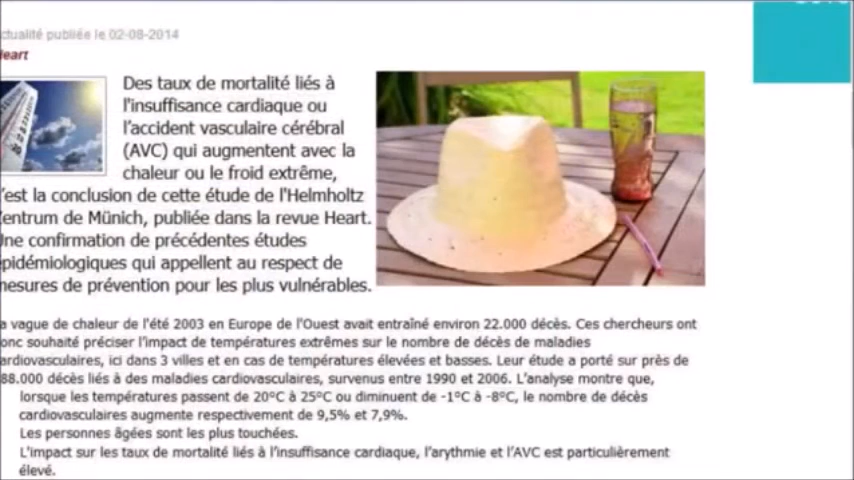 ctualité publiée le 02-08-2014
Heart
Des taux de mortalité liés à
l'insuffisance cardiaque ou
l'accident vasculaire cérébral
(AVC) qui augmentent avec la
chaleur ou le froid extrême,
'est la conclusion de cette étude de l'Helmholtz
Zentrum de Münich, publiée dans la revue Heart.
Une confirmation de précédentes études
épidémiologiques qui appellent au respect de
mesures de prévention pour les plus vulnérables.
a vague de chaleur de l'été 2003 en Europe de l'Ouest avait entraîné environ 22.000 décès. Ces chercheurs ont
onc souhaité préciser l'impact de températures extrêmes sur le nombre de décès de maladies
ardiovasculaires, ici dans 3 villes et en cas de températures élevées et basses. Leur étude a porté sur près de
88.000 décès liés à des maladies cardiovasculaires, survenus entre 1990 et 2006. L'analyse montre que,
lorsque les températures passent de 20°C à 25°C ou diminuent de -1°C à -8°C, le nombre de décès
cardiovasculaires augmente respectivement de 9,5% et 7,9%.
Les personnes âgées sont les plus touchées.
L'impact sur les taux de mortalité liés à l'insuffisance cardiaque, l'arythmie et l'AVC est particulièrement
élevé.